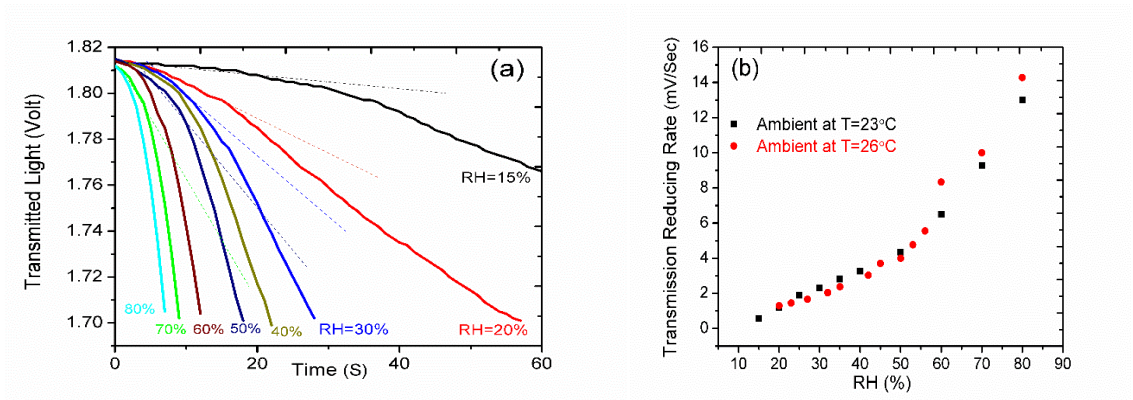 (a)
Transmitted Light (Volt)
1.82
1.80
1.78
1.76
1.74
1.72
1.70
RH=15%
80%
70%
60%
50%
40%
RH=30%
RH=20%
0
20
40
60
Time (S)
(b)
Transmission Reducing Rate (mV/Sec)
16
14
12
10
8
6
4
2
0
Ambient at T=23°C
Ambient at T=26°C
10 20 30 40 50 60 70 80 90
RH (%)